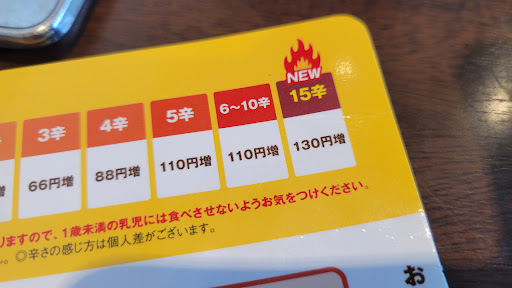 NEW
3辛 4辛 5辛 6〜10辛 15辛
66円増 88円増 110円増 110円増 130円増
りますので、1歳未満の乳児には食べさせないようお気をつけください。
◎辛さの感じ方は個人差がございます。
お